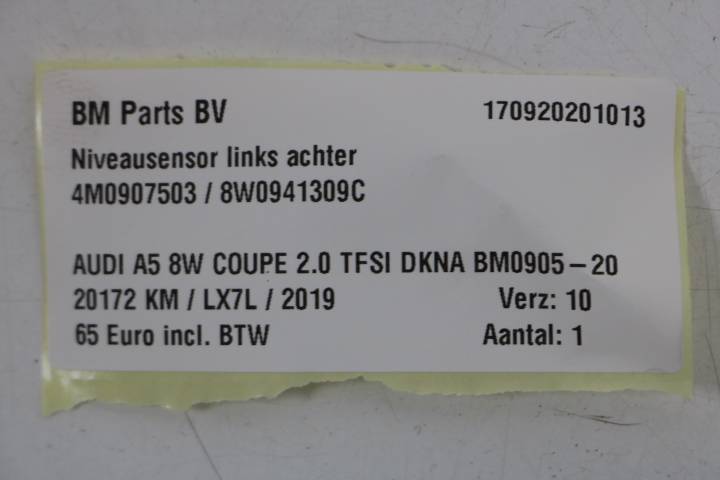 BM Parts BV 170920201013
Niveausensor links achter
4M0907503 / 8W0941309C
AUDI A5 8W COUPE 2.0 TFSI DKNA BM0905-20
20172 KM / LX7L / 2019 Verz: 10
65 Euro incl. BTW Aantal: 1